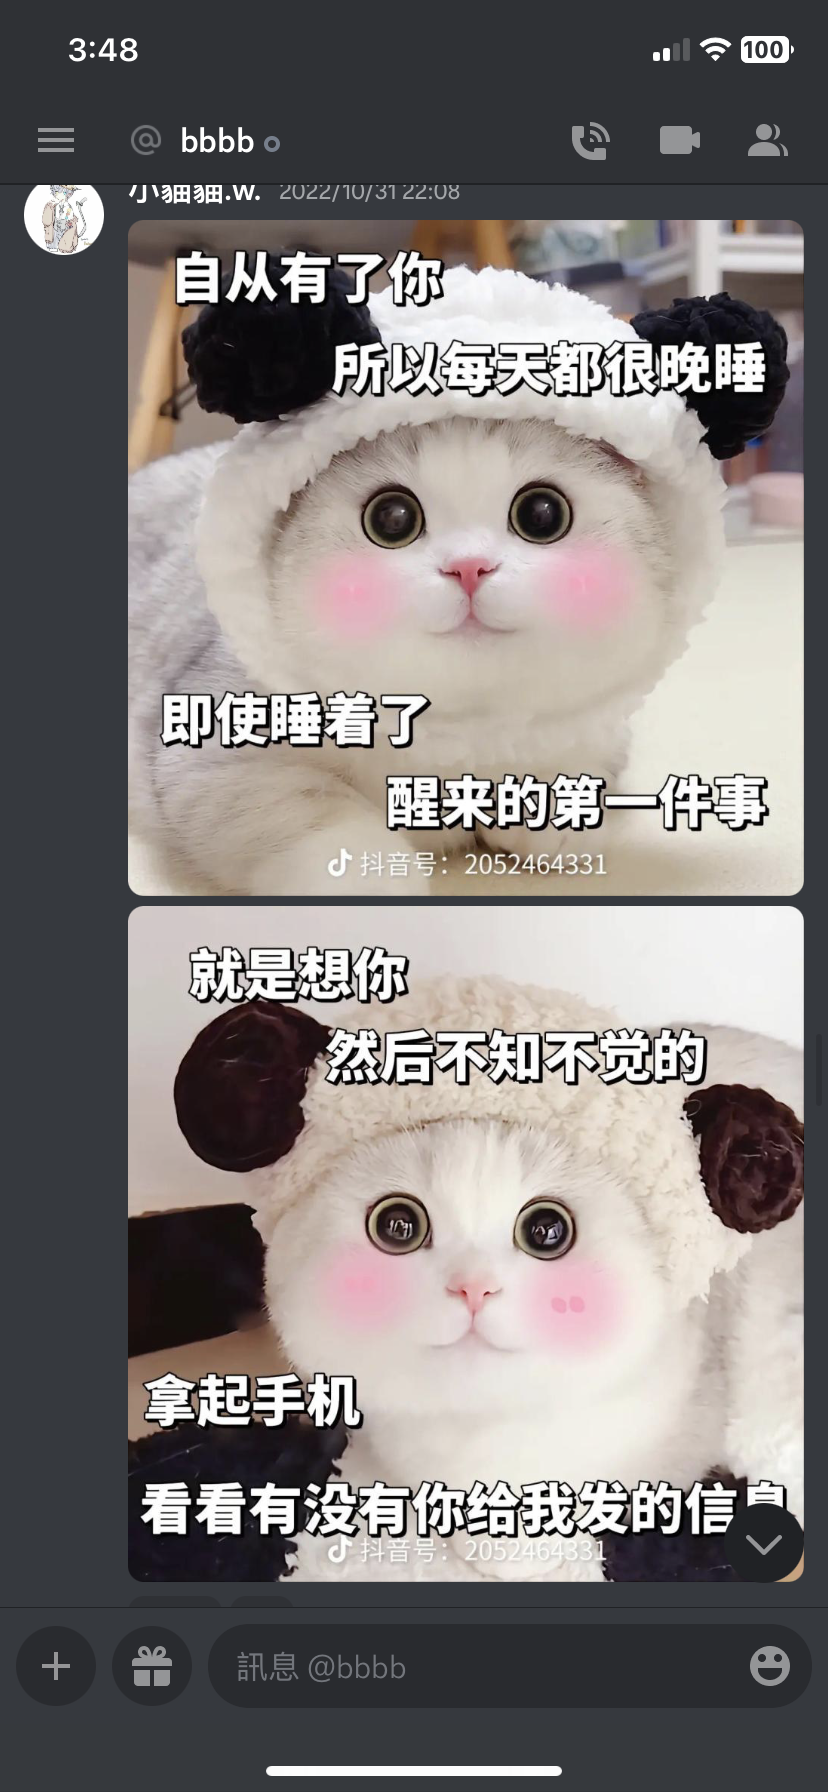 3:48
100
@ bbbb
小貓貓.w. 2022/10/31 22:08
自从有了你
所以每天都很晚睡
即使睡着了
醒来的第一件事
抖音号：2052464331
就是想你
然后不知不觉的
拿起手机
看看有没有你给我发的信息
抖音号：2052464331
訊息 @bbbb